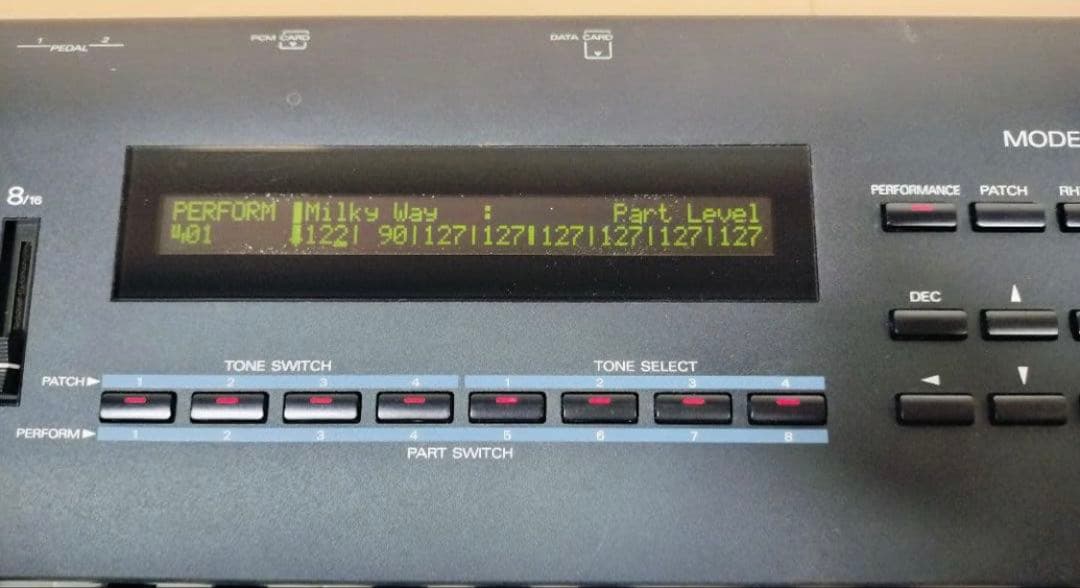 1 PEDAL 2
PCM CARD
DATA CARD
8/16
MODE
PERFORMANCE PATCH RH
PERFORM Milky Way : Part Level
401 122| 90|127|127|127|127|127|127
DEC
TONE SWITCH TONE SELECT
PATCH 1 2 3 4 1 2 3 4
PERFORM 1 2 3 4 5 6 7 8
PART SWITCH